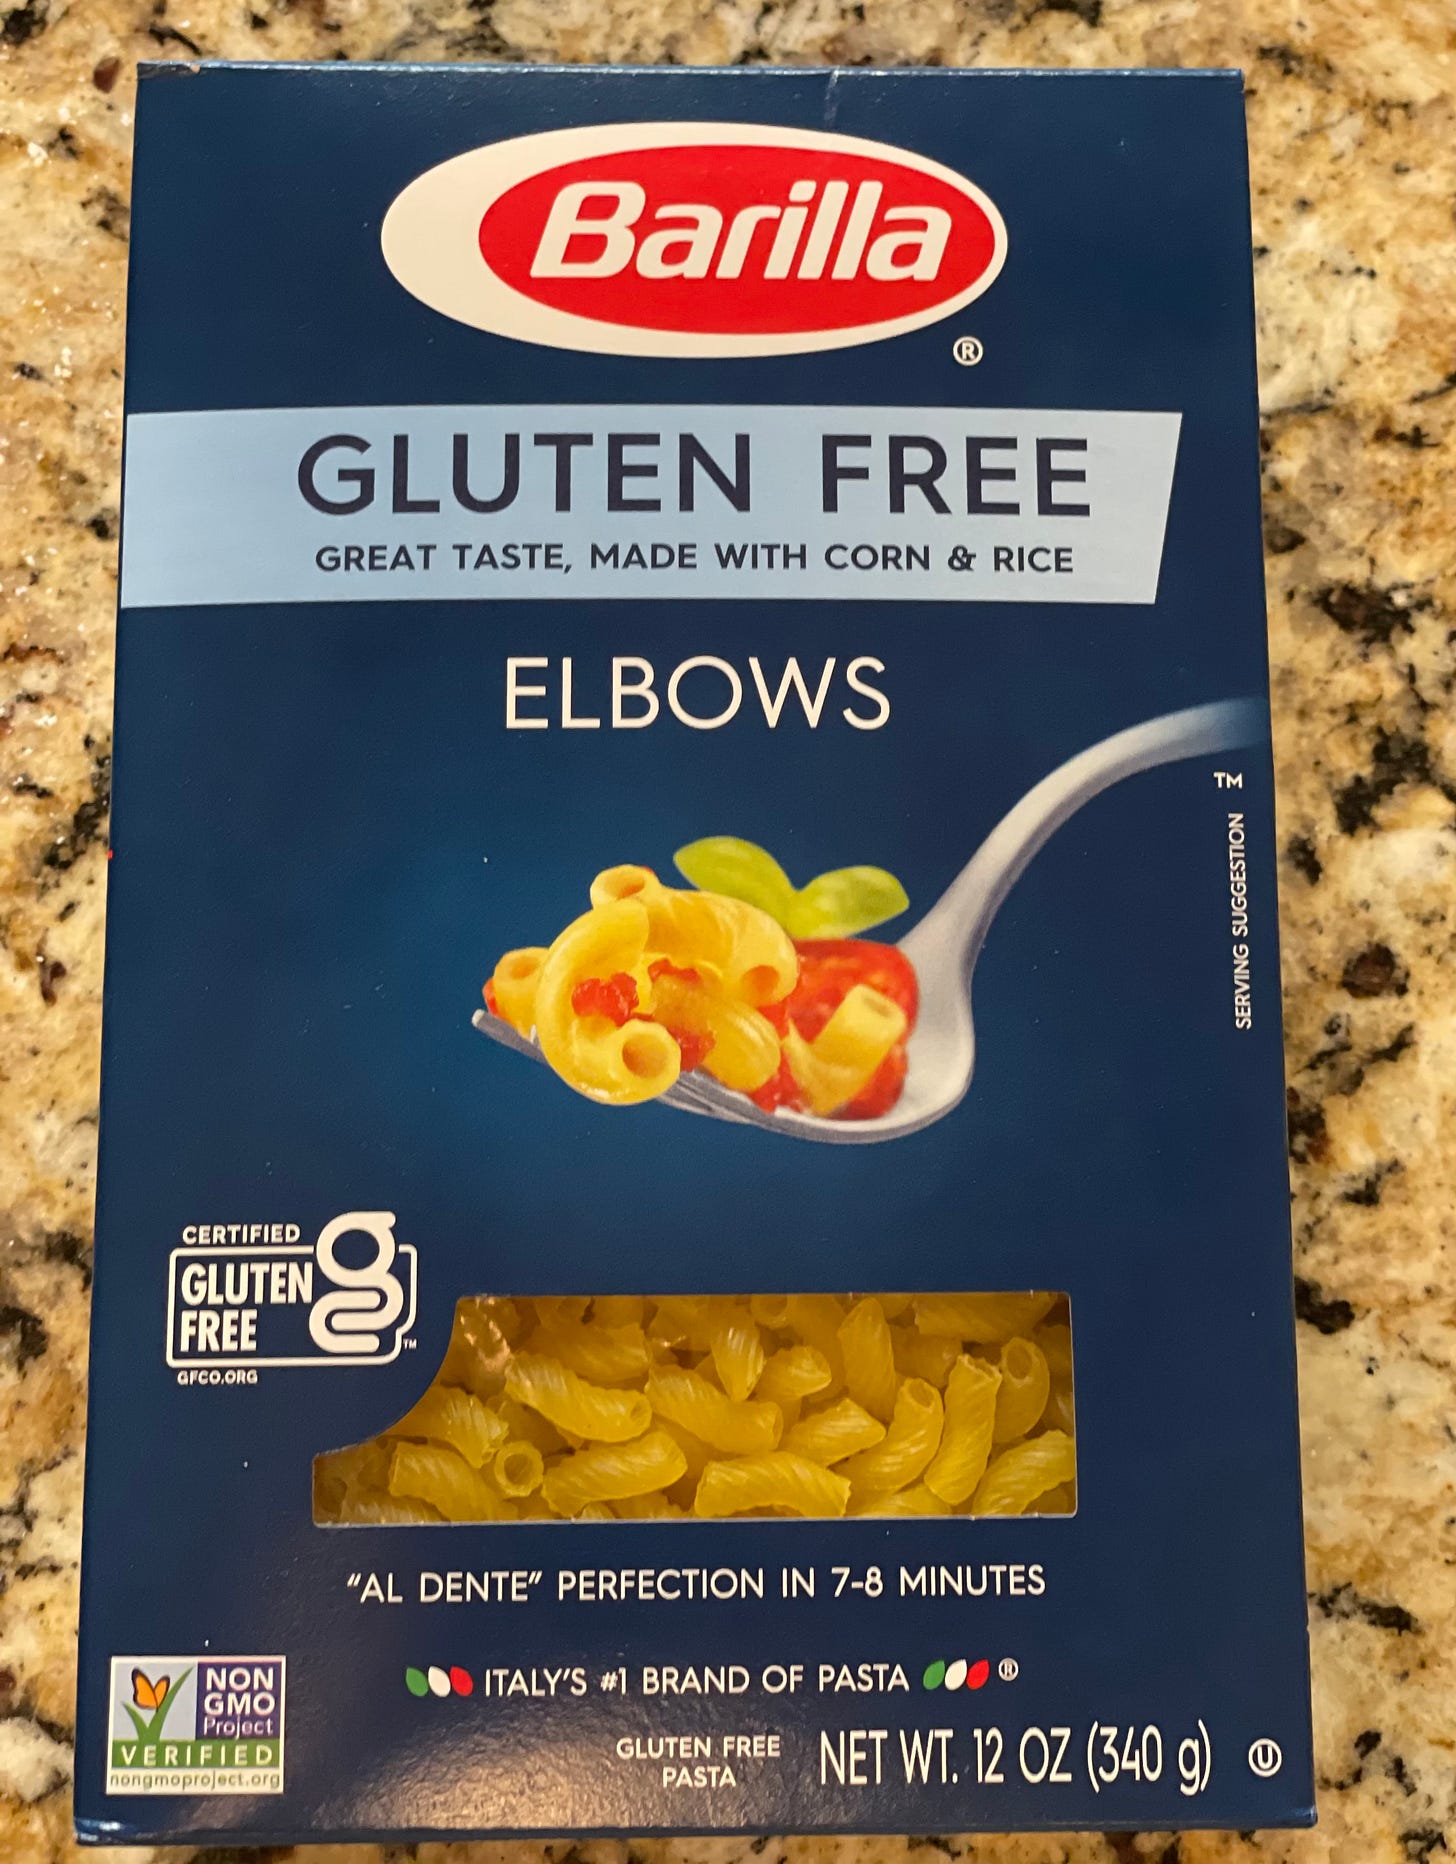 Barilla
®
GLUTEN FREE
GREAT TASTE, MADE WITH CORN & RICE
ELBOWS
TM
SERVING SUGGESTION
CERTIFIED
GLUTEN
FREE
g
TM
GFCO.ORG
"AL DENTE" PERFECTION IN 7-8 MINUTES
NON
GMO
Project
VERIFIED
nongmoproject.org
ITALY'S #1 BRAND OF PASTA ®
GLUTEN FREE
PASTA
NET WT. 12 OZ (340 g)
U